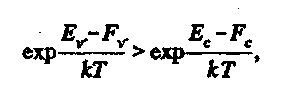 exp (E_v - F_v)/(kT) > exp (E_c - F_c)/(kT),